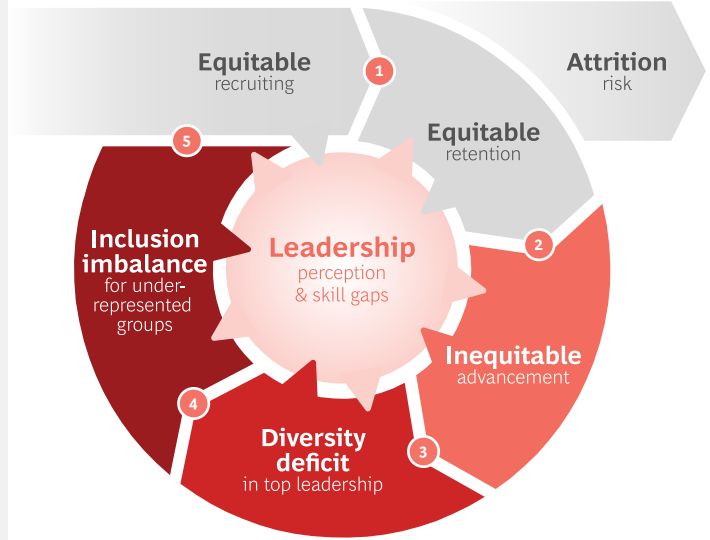 Equitable
recruiting
1
Attrition
risk
Equitable
retention
2
Inequitable
advancement
3
Diversity
deficit
in top leadership
4
Inclusion
imbalance
for under-
represented
groups
5
Leadership
perception
& skill gaps